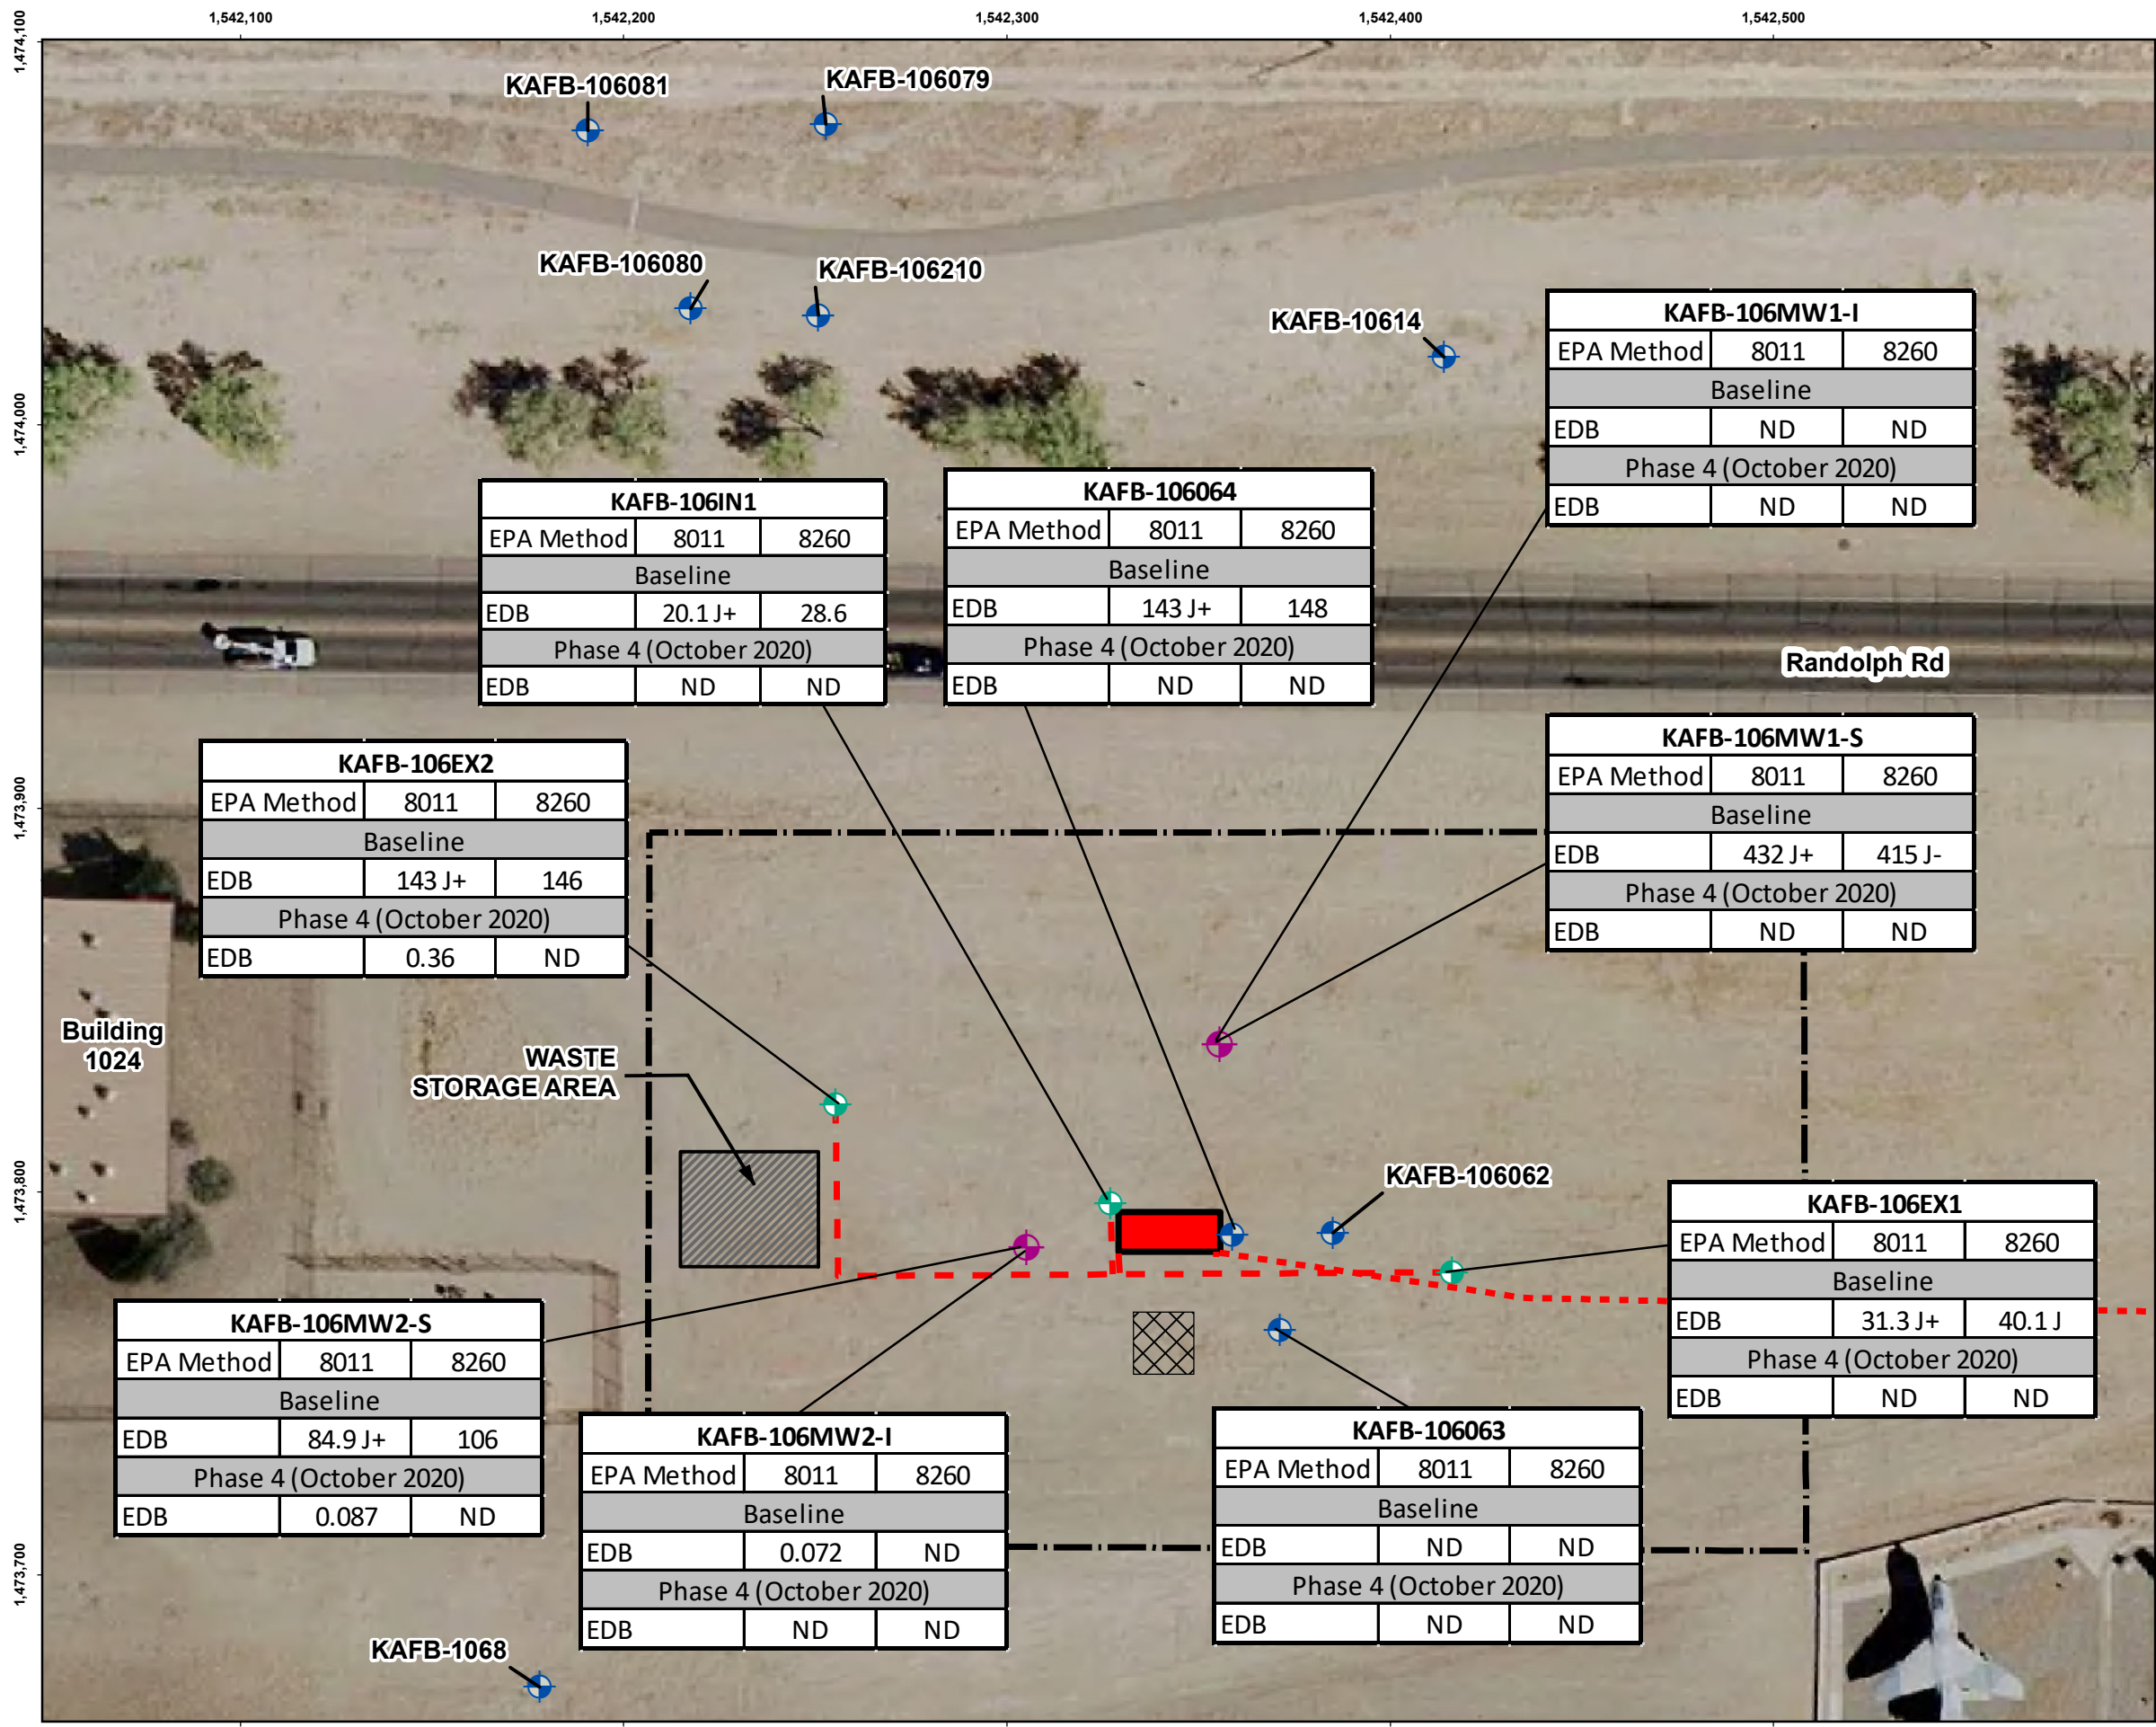 1,542,100 1,542,200 1,542,300 1,542,400 1,542,500
1,474,100
1,474,000
1,473,900
1,473,800
1,473,700
KAFB-106081
KAFB-106079
KAFB-106080
KAFB-106210
KAFB-10614
KAFB-106MW1-I
EPA Method 8011 8260
Baseline
EDB ND ND
Phase 4 (October 2020)
EDB ND ND
KAFB-106IN1
EPA Method 8011 8260
Baseline
EDB 20.1 J+ 28.6
Phase 4 (October 2020)
EDB ND ND
KAFB-106064
EPA Method 8011 8260
Baseline
EDB 143 J+ 148
Phase 4 (October 2020)
EDB ND ND
Randolph Rd
KAFB-106EX2
EPA Method 8011 8260
Baseline
EDB 143 J+ 146
Phase 4 (October 2020)
EDB 0.36 ND
KAFB-106MW1-S
EPA Method 8011 8260
Baseline
EDB 432 J+ 415 J-
Phase 4 (October 2020)
EDB ND ND
Building
1024
WASTE
STORAGE AREA
KAFB-106062
KAFB-106EX1
EPA Method 8011 8260
Baseline
EDB 31.3 J+ 40.1 J
Phase 4 (October 2020)
EDB ND ND
KAFB-106MW2-S
EPA Method 8011 8260
Baseline
EDB 84.9 J+ 106
Phase 4 (October 2020)
EDB 0.087 ND
KAFB-106MW2-I
EPA Method 8011 8260
Baseline
EDB 0.072 ND
Phase 4 (October 2020)
EDB ND ND
KAFB-106063
EPA Method 8011 8260
Baseline
EDB ND ND
Phase 4 (October 2020)
EDB ND ND
KAFB-1068